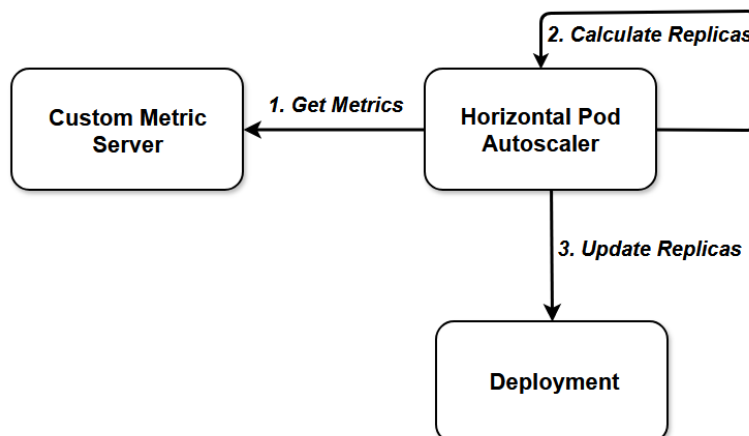 2. Calculate Replicas
Custom Metric
Server
1. Get Metrics
Horizontal Pod
Autoscaler
3. Update Replicas
Deployment